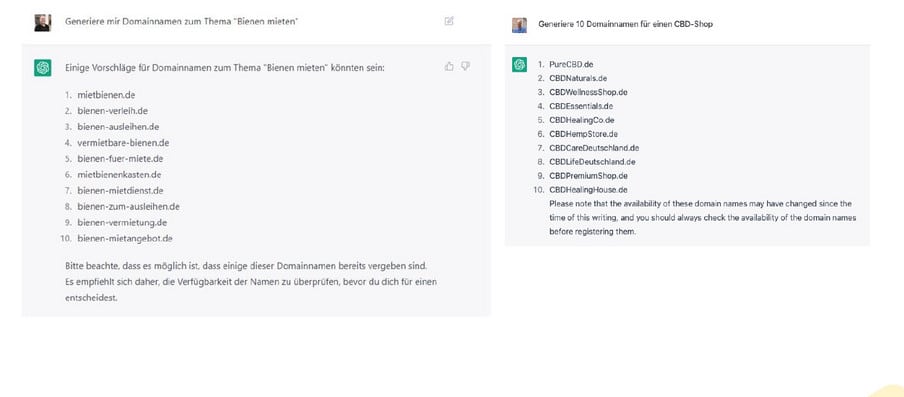 Generiere mir Domainnamen zum Thema "Bienen mieten"
Einige Vorschläge für Domainnamen zum Thema "Bienen mieten" könnten sein:
1. mietbienen.de
2. bienen-verleih.de
3. bienen-ausleihen.de
4. vermietbare-bienen.de
5. bienen-fuer-miete.de
6. mietbienenkasten.de
7. bienen-mietdienst.de
8. bienen-zum-ausleihen.de
9. bienen-vermietung.de
10. bienen-mietangebot.de
Bitte beachte, dass es möglich ist, dass einige dieser Domainnamen bereits vergeben sind.
Es empfiehlt sich daher, die Verfügbarkeit der Namen zu überprüfen, bevor du dich für einen
entscheidest.
Generiere 10 Domainnamen für einen CBD-Shop
1. PureCBD.de
2. CBDNaturals.de
3. CBDWellnessShop.de
4. CBDEssentials.de
5. CBDHealingCo.de
6. CBDHempStore.de
7. CBDCareDeutschland.de
8. CBDLifeDeutschland.de
9. CBDPremiumShop.de
10. CBDHealingHouse.de
Please note that the availability of these domain names may have changed since the
time of this writing, and you should always check the availability of the domain names
before registering them.